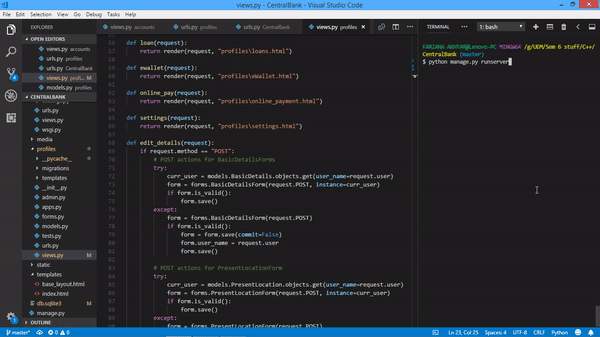 views.py - CentralBank - Visual Studio Code
EXPLORER
OPEN EDITORS
views.py accounts
urls.py profiles
urls.py CentralBank
views.py profiles... M
models.py profiles...
CENTRALBANK
urls.py
views.py
wsgi.py
media
profiles
__pycache__
migrations
templates
__init__.py
admin.py
apps.py
forms.py
models.py
tests.py
urls.py
views.py M
static
templates
base_layout.html
index.html
db.sqlite3 M
manage.py
OUTLINE
views.py accounts
urls.py profiles
urls.py CentralBank
views.py profiles
def loan(request):
return render(request, "profiles\loans.html")
def ewallet(request):
return render(request, "profiles\eWallet.html")
def online_pay(request):
return render(request, "profiles\online_payment.html")
def settings(request):
return render(request, "profiles\settings.html")
def edit_details(request):
if request.method == "POST":
# POST actions for BasicDetailsForms
try:
curr_user = models.BasicDetails.objects.get(user_name=request.user)
form = forms.BasicDetailsForm(request.POST, instance=curr_user)
if form.is_valid():
form.save()
except:
form = forms.BasicDetailsForm(request.POST)
if form.is_valid():
form = form.save(commit=False)
form.user_name = request.user
form.save()
# POST actions for PresentLocationForm
try:
curr_user = models.PresentLocation.objects.get(user_name=request.user)
form = forms.PresentLocationForm(request.POST, instance=curr_user)
if form.is_valid():
form.save()
except:
form = forms.PresentLocationForm(request.POST)
TERMINAL
1: bash
FARZANA AKHTAR@Lenovo-PC MINGW64 /g/UEM/Sem 6 stuff/C++/
CentralBank (master)
$ python manage.py runserver
master*
0
0
Ln 23, Col 25
Spaces: 4
UTF-8
CRLF
Python